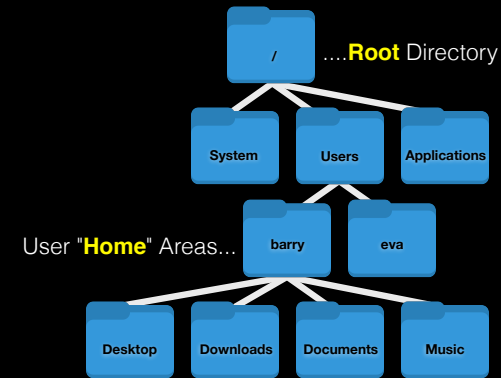 /
....Root Directory
System
Users
Applications
User "Home" Areas...
barry
eva
Desktop
Downloads
Documents
Music